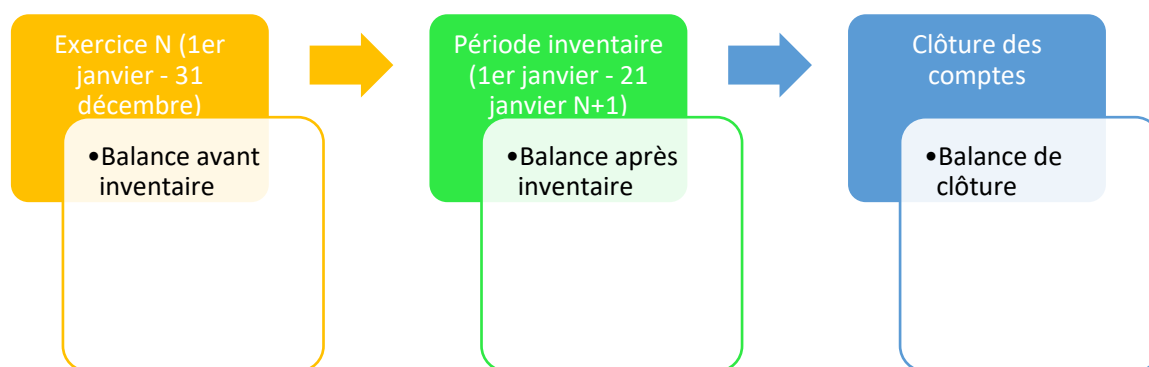 Exercice N (1er
janvier - 31
décembre)
•Balance avant
inventaire
Période inventaire
(1er janvier - 21
janvier N+1)
•Balance après
inventaire
Clôture des
comptes
•Balance de
clôture